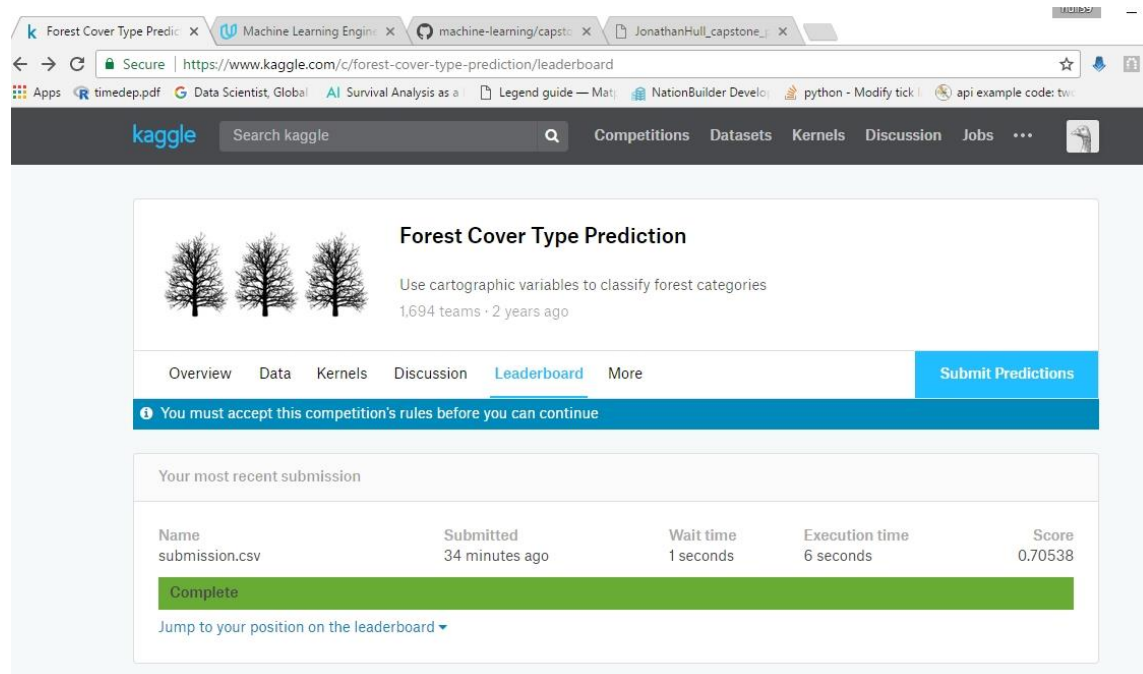 Forest Cover Type Predic
Machine Learning Engin
machine-learning/capsto
JonathanHull_capstone_p
Secure | https://www.kaggle.com/c/forest-cover-type-prediction/leaderboard
Apps timedep.pdf Data Scientist, Global Survival Analysis as a Legend guide — Matp NationBuilder Develop python - Modify tick l api example code: tw
kaggle Search kaggle Competitions Datasets Kernels Discussion Jobs •••
Forest Cover Type Prediction
Use cartographic variables to classify forest categories
1,694 teams · 2 years ago
Overview Data Kernels Discussion Leaderboard More Submit Predictions
You must accept this competition's rules before you can continue
Your most recent submission
Name Submitted Wait time Execution time Score
submission.csv 34 minutes ago 1 seconds 6 seconds 0.70538
Complete
Jump to your position on the leaderboard